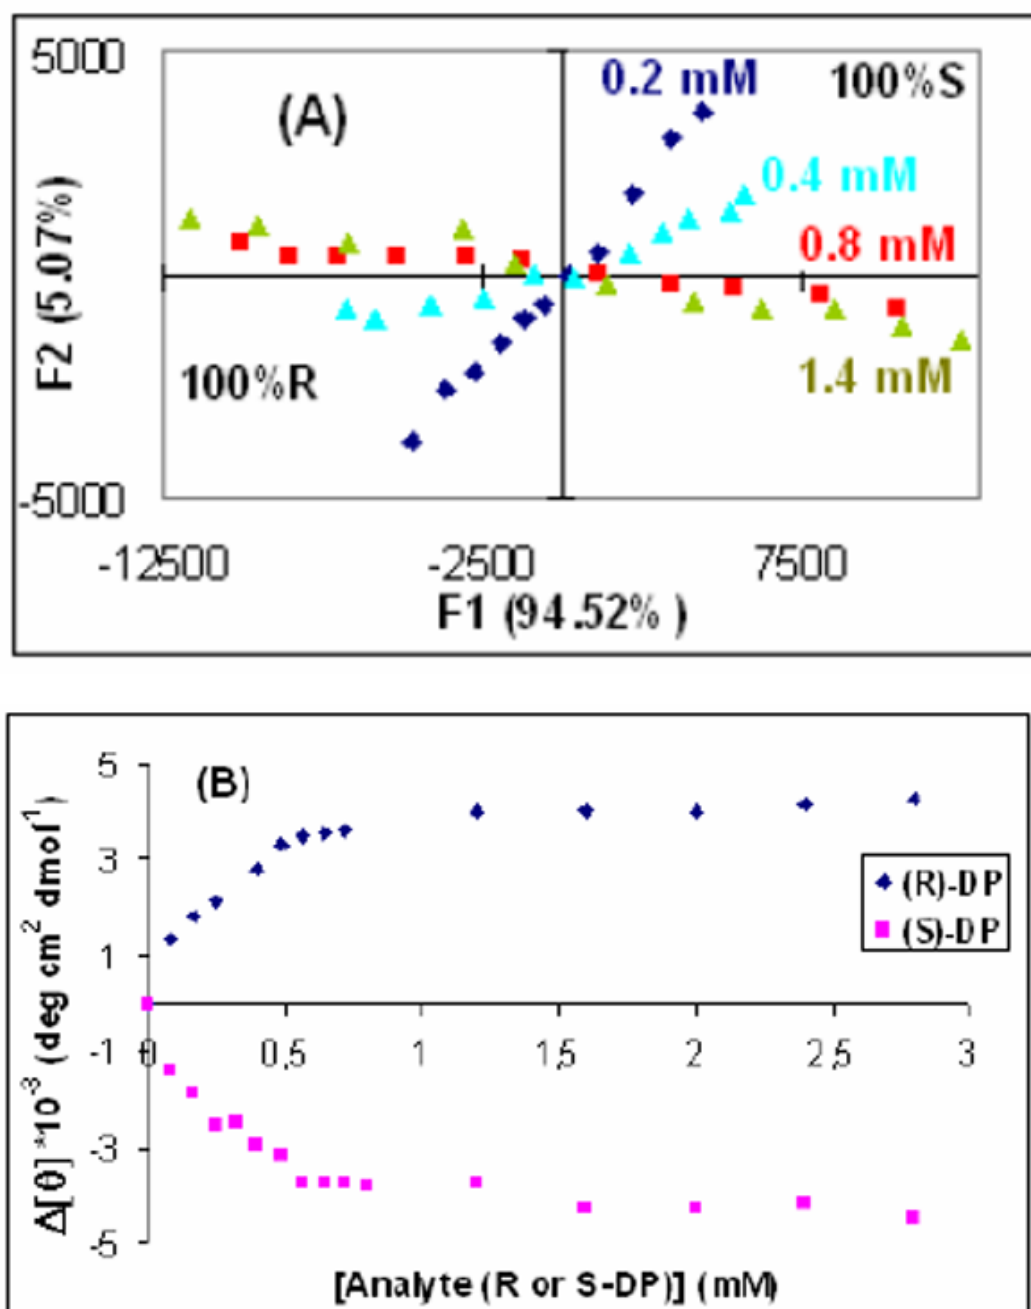 5000
(A)
0.2 mM
100%S
0.4 mM
0.8 mM
1.4 mM
100%R
F2 (5.07%)
-5000
-12500
-2500
7500
F1 (94.52% )
(B)
5
3
1
-1
-3
-5
0
0,5
1
1,5
2
2,5
3
(R)-DP
(S)-DP
Δ[θ] *10⁻³ (deg cm² dmol⁻¹)
[Analyte (R or S-DP)] (mM)